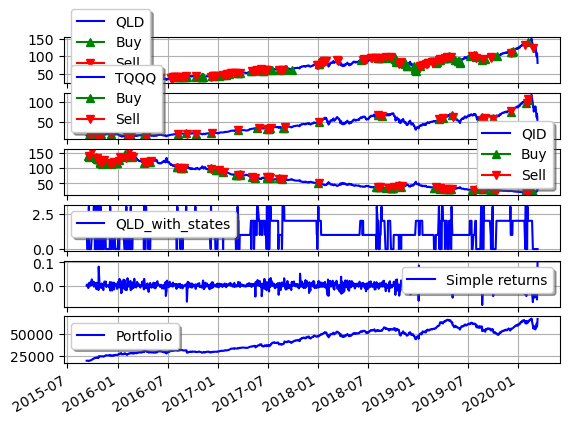 QLD
Buy
Sell
150
100
50
TQQQ
Buy
Sell
100
50
QID
Buy
Sell
150
100
50
QLD_with_states
2.5
0.0
Simple returns
0.1
0.0
Portfolio
50000
25000
2015-07
2016-01
2016-07
2017-01
2017-07
2018-01
2018-07
2019-01
2019-07
2020-01